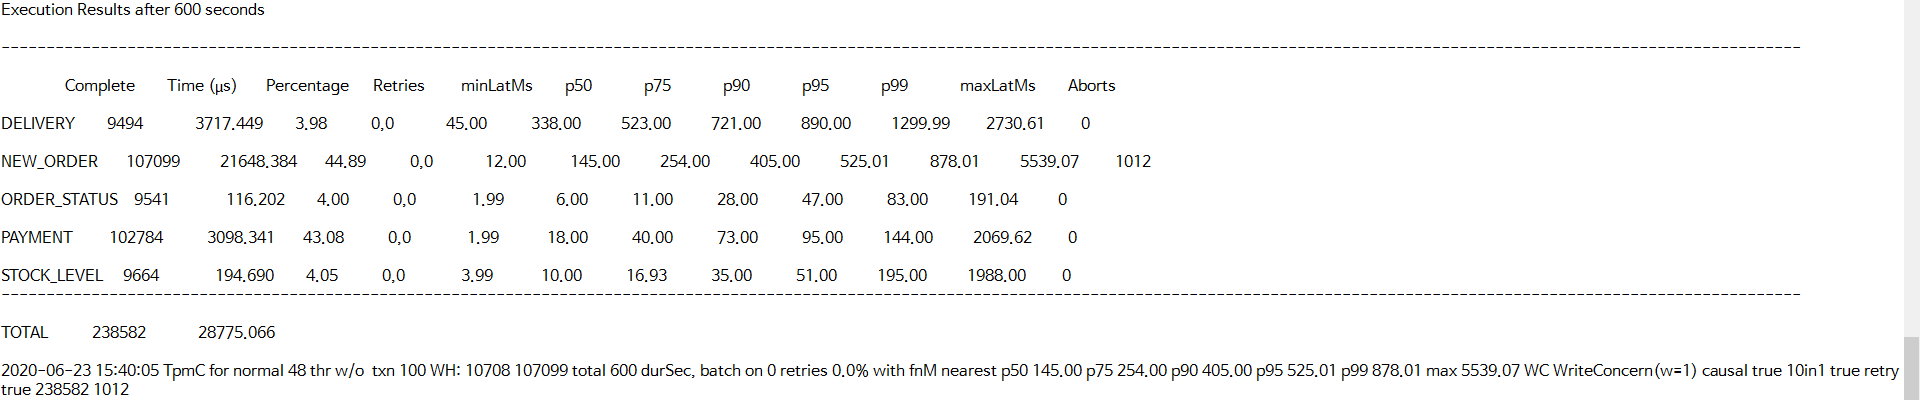 Execution Results after 600 seconds
----------------------------------------------------------------------------------------------------------------------------------------------------------------------------------------------------------------
Complete Time (µs) Percentage Retries minLatMs p50 p75 p90 p95 p99 maxLatMs Aborts
DELIVERY 9494 3717.449 3.98 0,0 45.00 338.00 523.00 721.00 890.00 1299.99 2730.61 0
NEW_ORDER 107099 21648.384 44.89 0,0 12.00 145.00 254.00 405.00 525.01 878.01 5539.07 1012
ORDER_STATUS 9541 116.202 4.00 0,0 1.99 6.00 11.00 28.00 47.00 83.00 191.04 0
PAYMENT 102784 3098.341 43.08 0,0 1.99 18.00 40.00 73.00 95.00 144.00 2069.62 0
STOCK_LEVEL 9664 194.690 4.05 0,0 3.99 10.00 16.93 35.00 51.00 195.00 1988.00 0
----------------------------------------------------------------------------------------------------------------------------------------------------------------------------------------------------------------
TOTAL 238582 28775.066
2020-06-23 15:40:05 TpmC for normal 48 thr w/o txn 100 WH: 10708 107099 total 600 durSec, batch on 0 retries 0.0% with fnM nearest p50 145.00 p75 254.00 p90 405.00 p95 525.01 p99 878.01 max 5539.07 WC WriteConcern(w=1) causal true 10in1 true retry
true 238582 1012